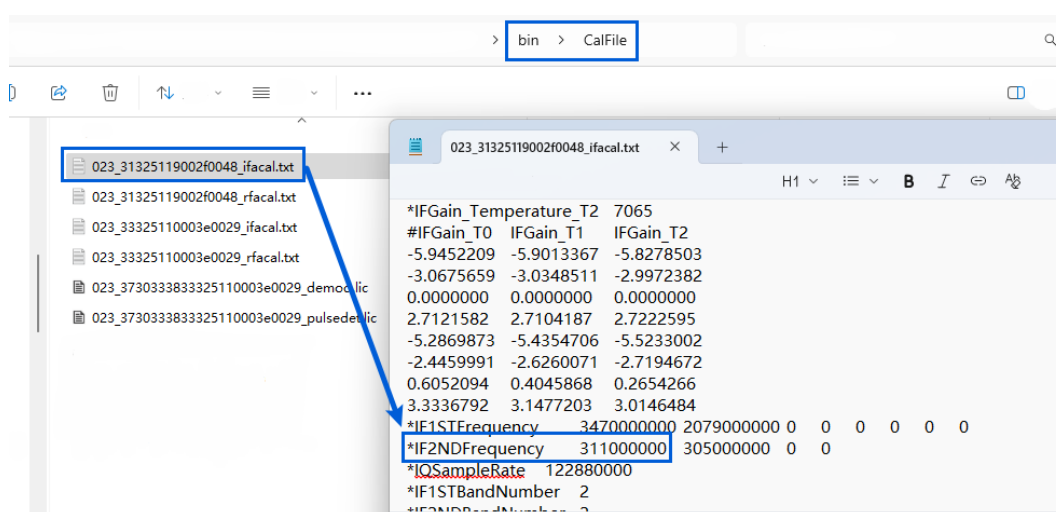 > bin > CalFile
023_31325119002f0048_ifacal.txt
023_31325119002f0048_rfacal.txt
023_33325110003e0029_ifacal.txt
023_33325110003e0029_rfacal.txt
023_3730333833325110003e0029_demod.lic
023_3730333833325110003e0029_pulsedet.lic
023_31325119002f0048_ifacal.txt × +
H1 B I
*IFGain_Temperature_T2 7065
#IFGain_T0 IFGain_T1 IFGain_T2
-5.9452209 -5.9013367 -5.8278503
-3.0675659 -3.0348511 -2.9972382
0.0000000 0.0000000 0.0000000
2.7121582 2.7104187 2.7222595
-5.2869873 -5.4354706 -5.5233002
-2.4459991 -2.6260071 -2.7194672
0.6052094 0.4045868 0.2654266
3.3336792 3.1477203 3.0146484
*IF1STFrequency 3470000000 2079000000 0 0 0 0 0 0
*IF2NDFrequency 311000000 305000000 0 0
*IQSampleRate 122880000
*IF1STBandNumber 2
*IF2NDBandNumber 2